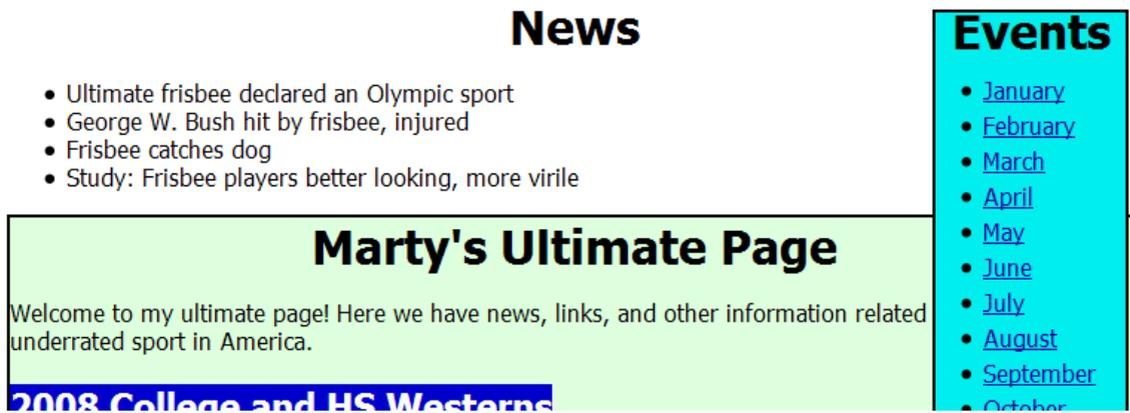 News
Ultimate frisbee declared an Olympic sport
George W. Bush hit by frisbee, injured
Frisbee catches dog
Study: Frisbee players better looking, more virile
Marty's Ultimate Page
Welcome to my ultimate page! Here we have news, links, and other information related
underrated sport in America.
2008 College and HS Westerns
Events
January
February
March
April
May
June
July
August
September
October